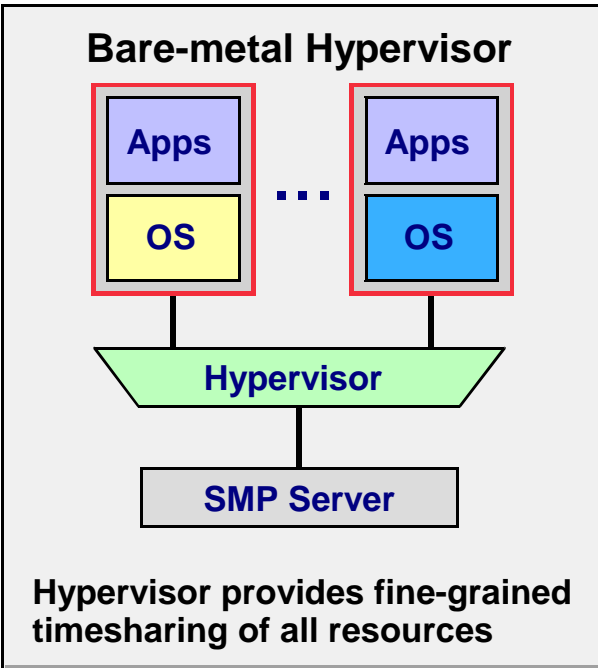 Bare-metal Hypervisor
Apps
Apps
OS
...
OS
Hypervisor
SMP Server
Hypervisor provides fine-grained
timesharing of all resources